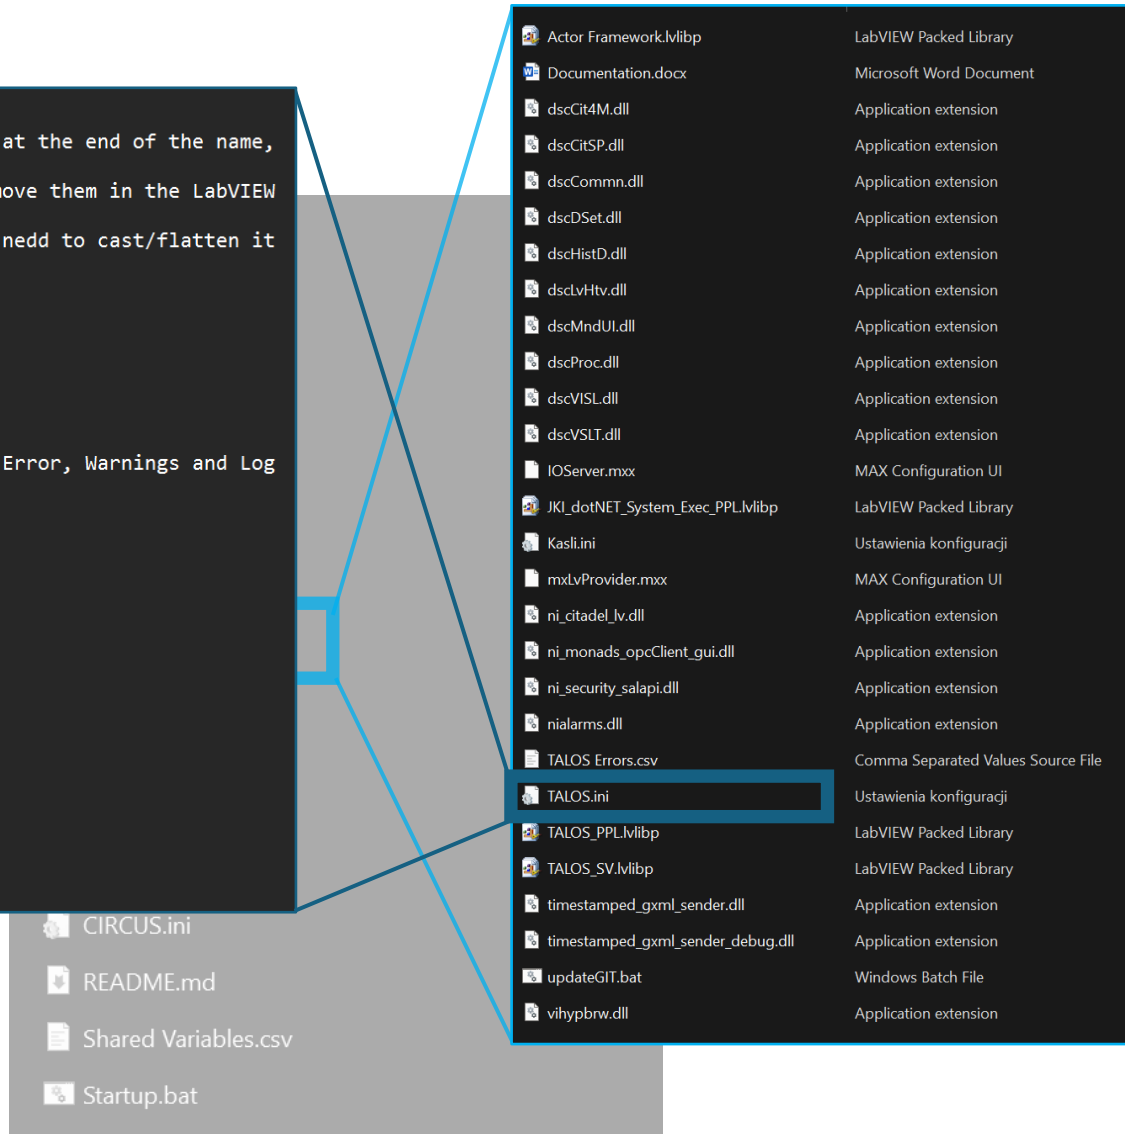 at the end of the name,
move them in the LabVIEW
nedd to cast/flatten it
Error, Warnings and Log
CIRCUS.ini
README.md
Shared Variables.csv
Startup.bat
Actor Framework.lvlibp LabVIEW Packed Library
Documentation.docx Microsoft Word Document
dscCit4M.dll Application extension
dscCitSP.dll Application extension
dscCommn.dll Application extension
dscDSet.dll Application extension
dscHistD.dll Application extension
dscLvHtv.dll Application extension
dscMndUI.dll Application extension
dscProc.dll Application extension
dscVISL.dll Application extension
dscVSLT.dll Application extension
IOServer.mxx MAX Configuration UI
JKI_dotNET_System_Exec_PPL.lvlibp LabVIEW Packed Library
Kasli.ini Ustawienia konfiguracji
mxLvProvider.mxx MAX Configuration UI
ni_citadel_lv.dll Application extension
ni_monads_opcClient_gui.dll Application extension
ni_security_salapi.dll Application extension
nialarms.dll Application extension
TALOS Errors.csv Comma Separated Values Source File
TALOS.ini Ustawienia konfiguracji
TALOS_PPL.lvlibp LabVIEW Packed Library
TALOS_SV.lvlibp LabVIEW Packed Library
timestamped_gxml_sender.dll Application extension
timestamped_gxml_sender_debug.dll Application extension
updateGIT.bat Windows Batch File
vihypbrw.dll Application extension